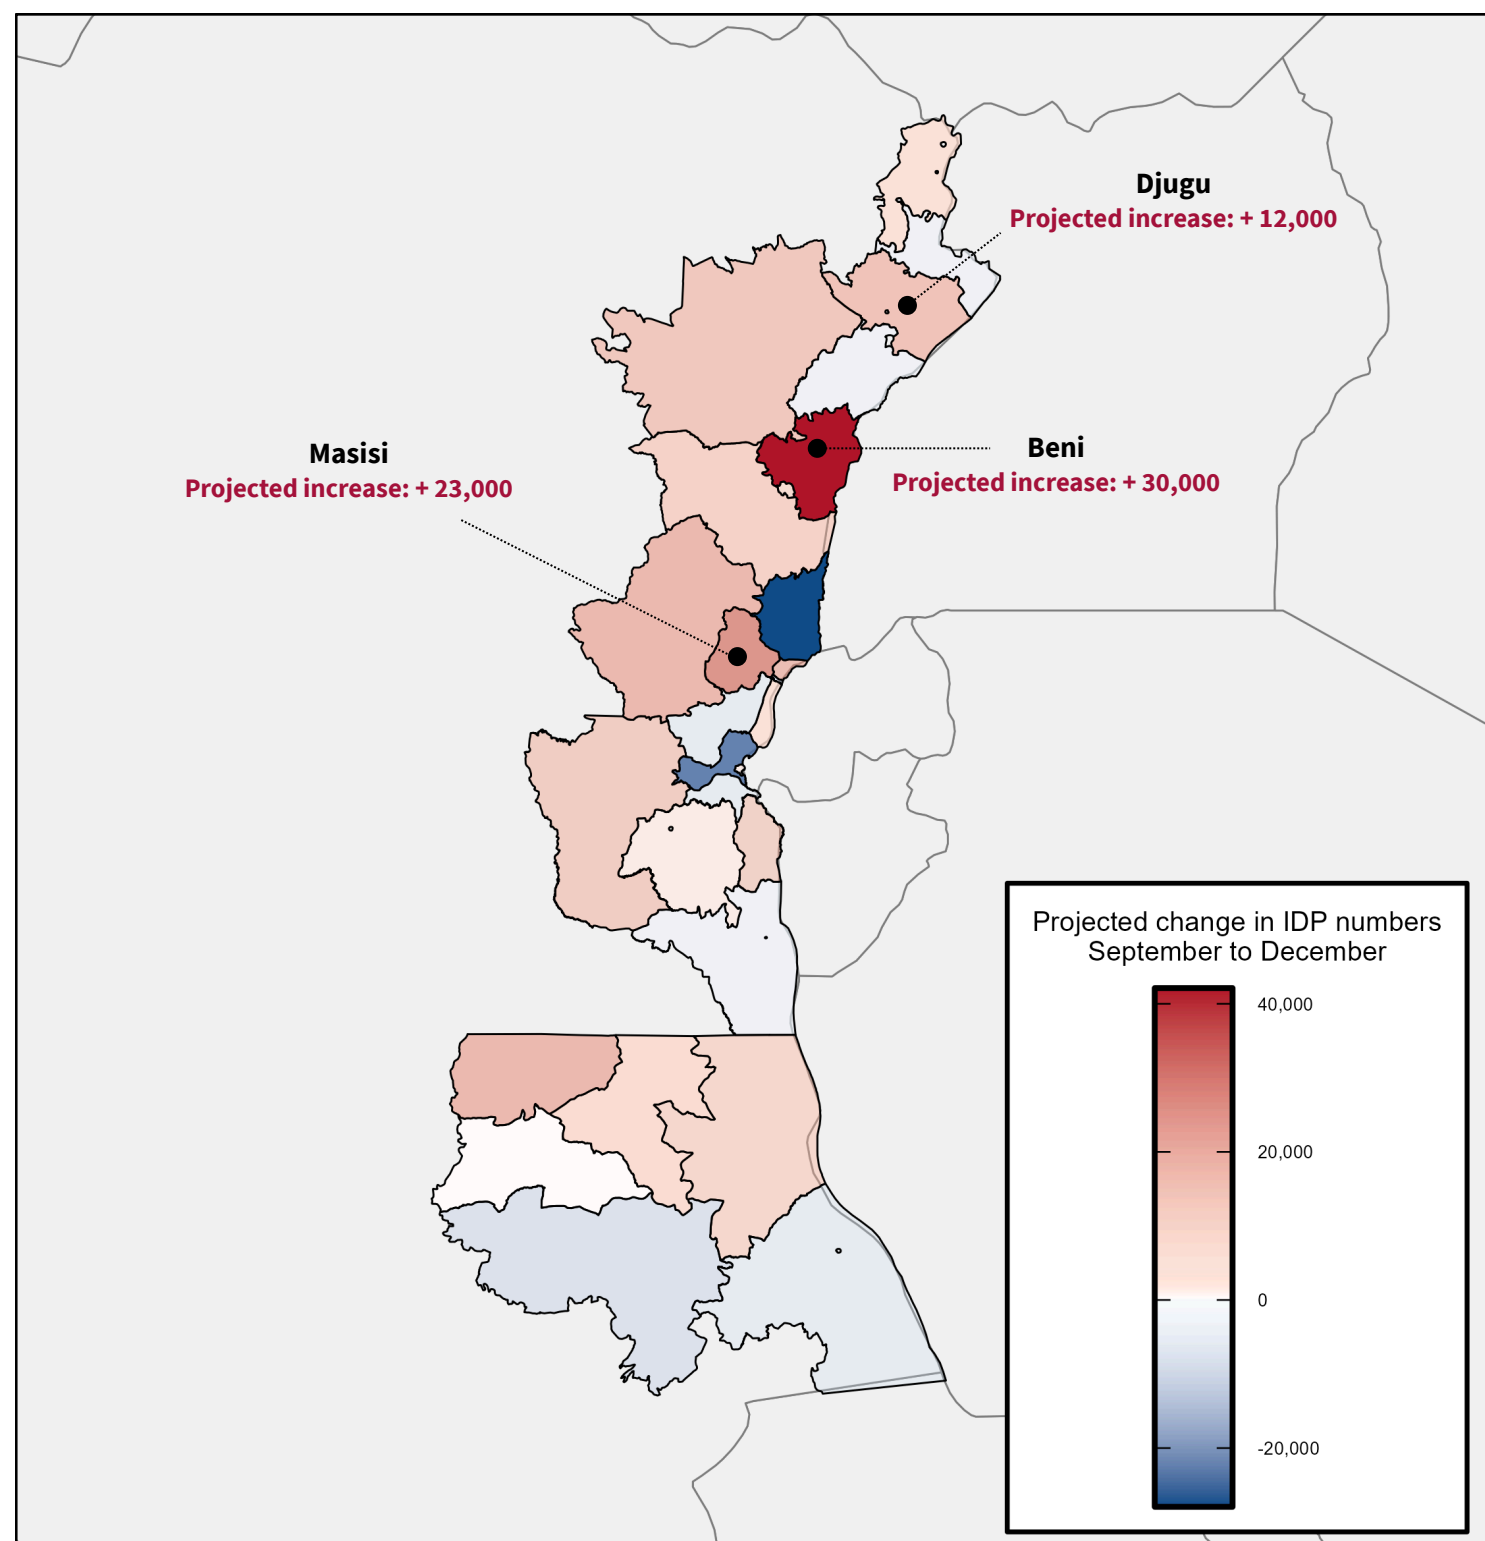 Djugu
Projected increase: + 12,000
Masisi
Projected increase: + 23,000
Beni
Projected increase: + 30,000
Projected change in IDP numbers
September to December
40,000
20,000
0
-20,000